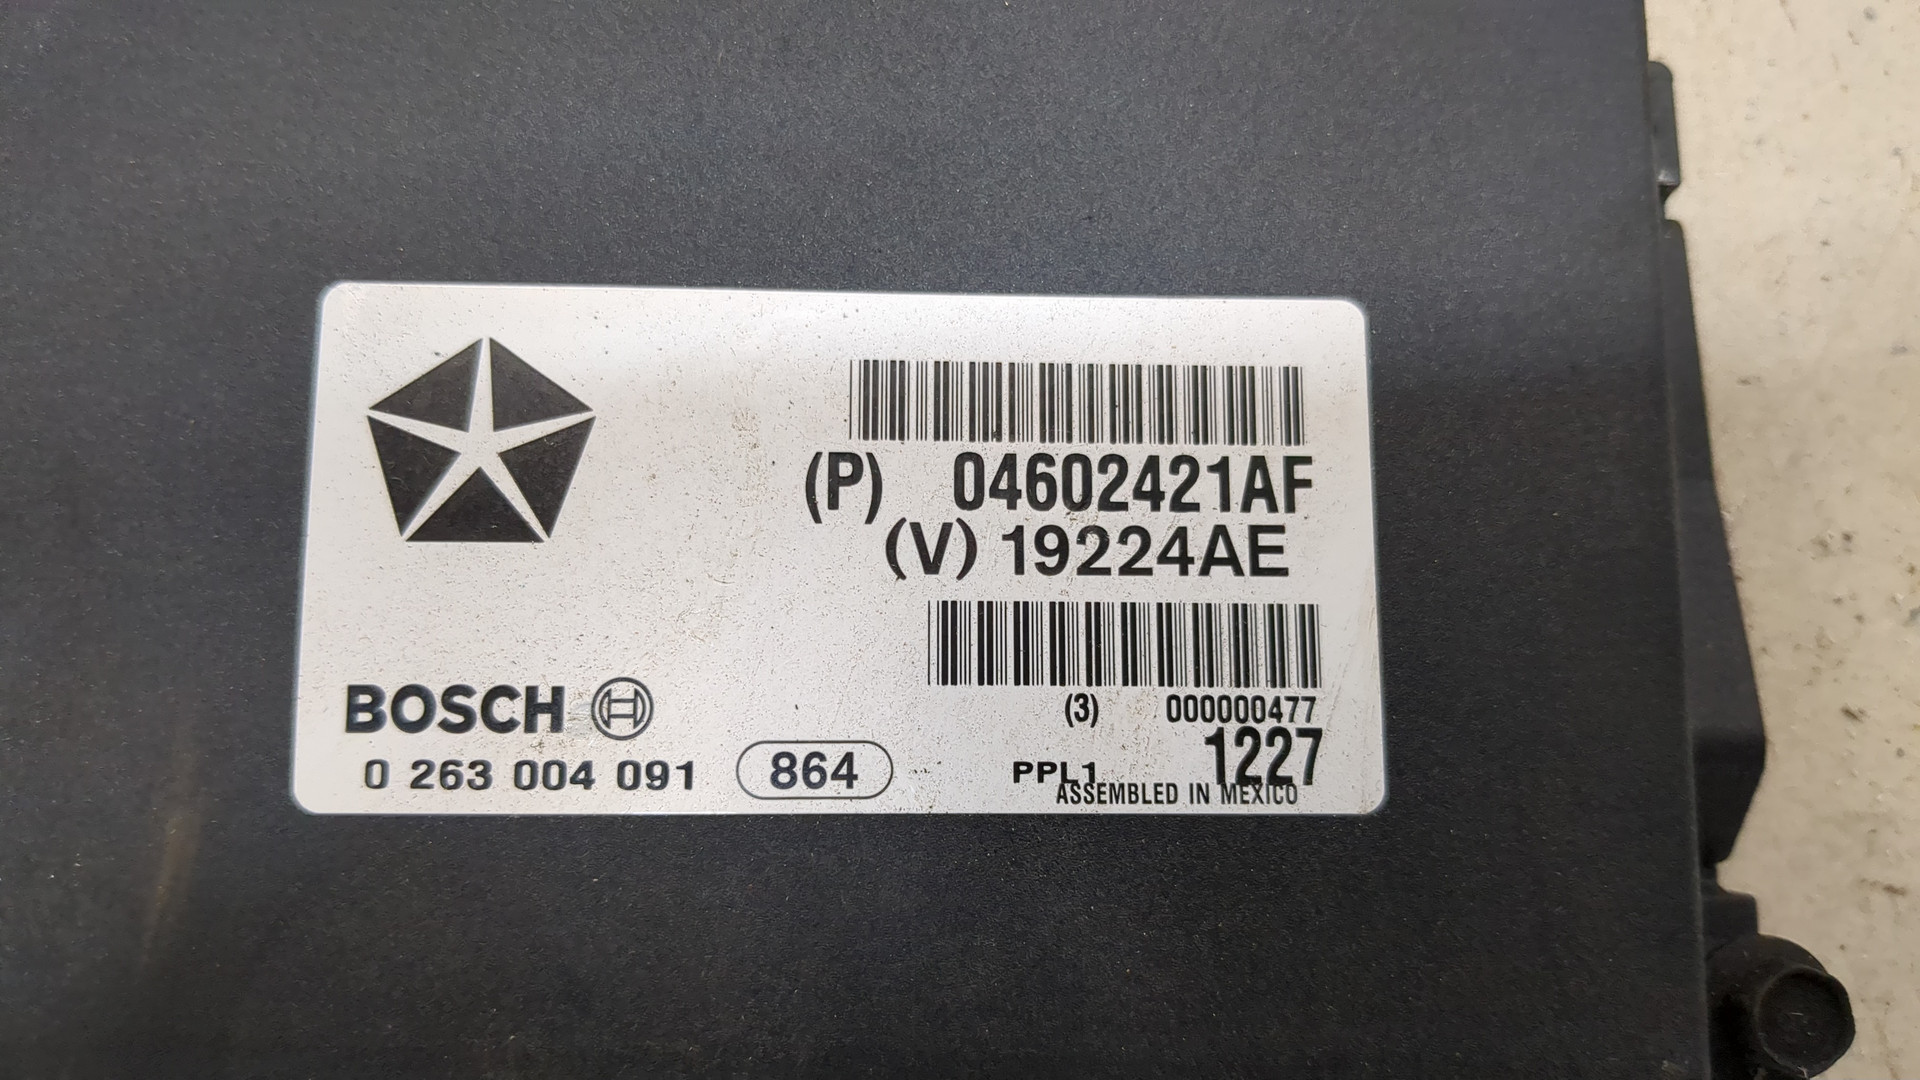 (P) 04602421AF
(V) 19224AE
(3) 000000477
BOSCH
0 263 004 091 864 PPL1 1227
ASSEMBLED IN MEXICO